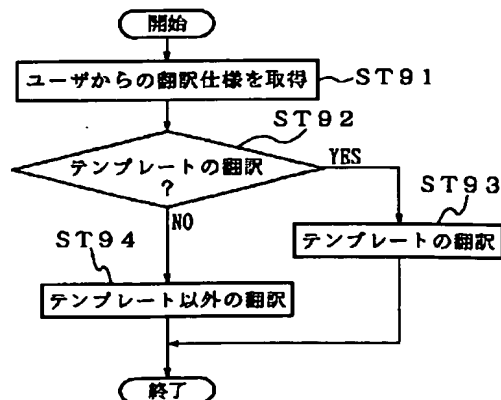 開始
ユーザからの翻訳仕様を取得
ST91
ST92
テンプレートの翻訳
?
YES
ST93
NO
ST94
テンプレートの翻訳
テンプレート以外の翻訳
終了